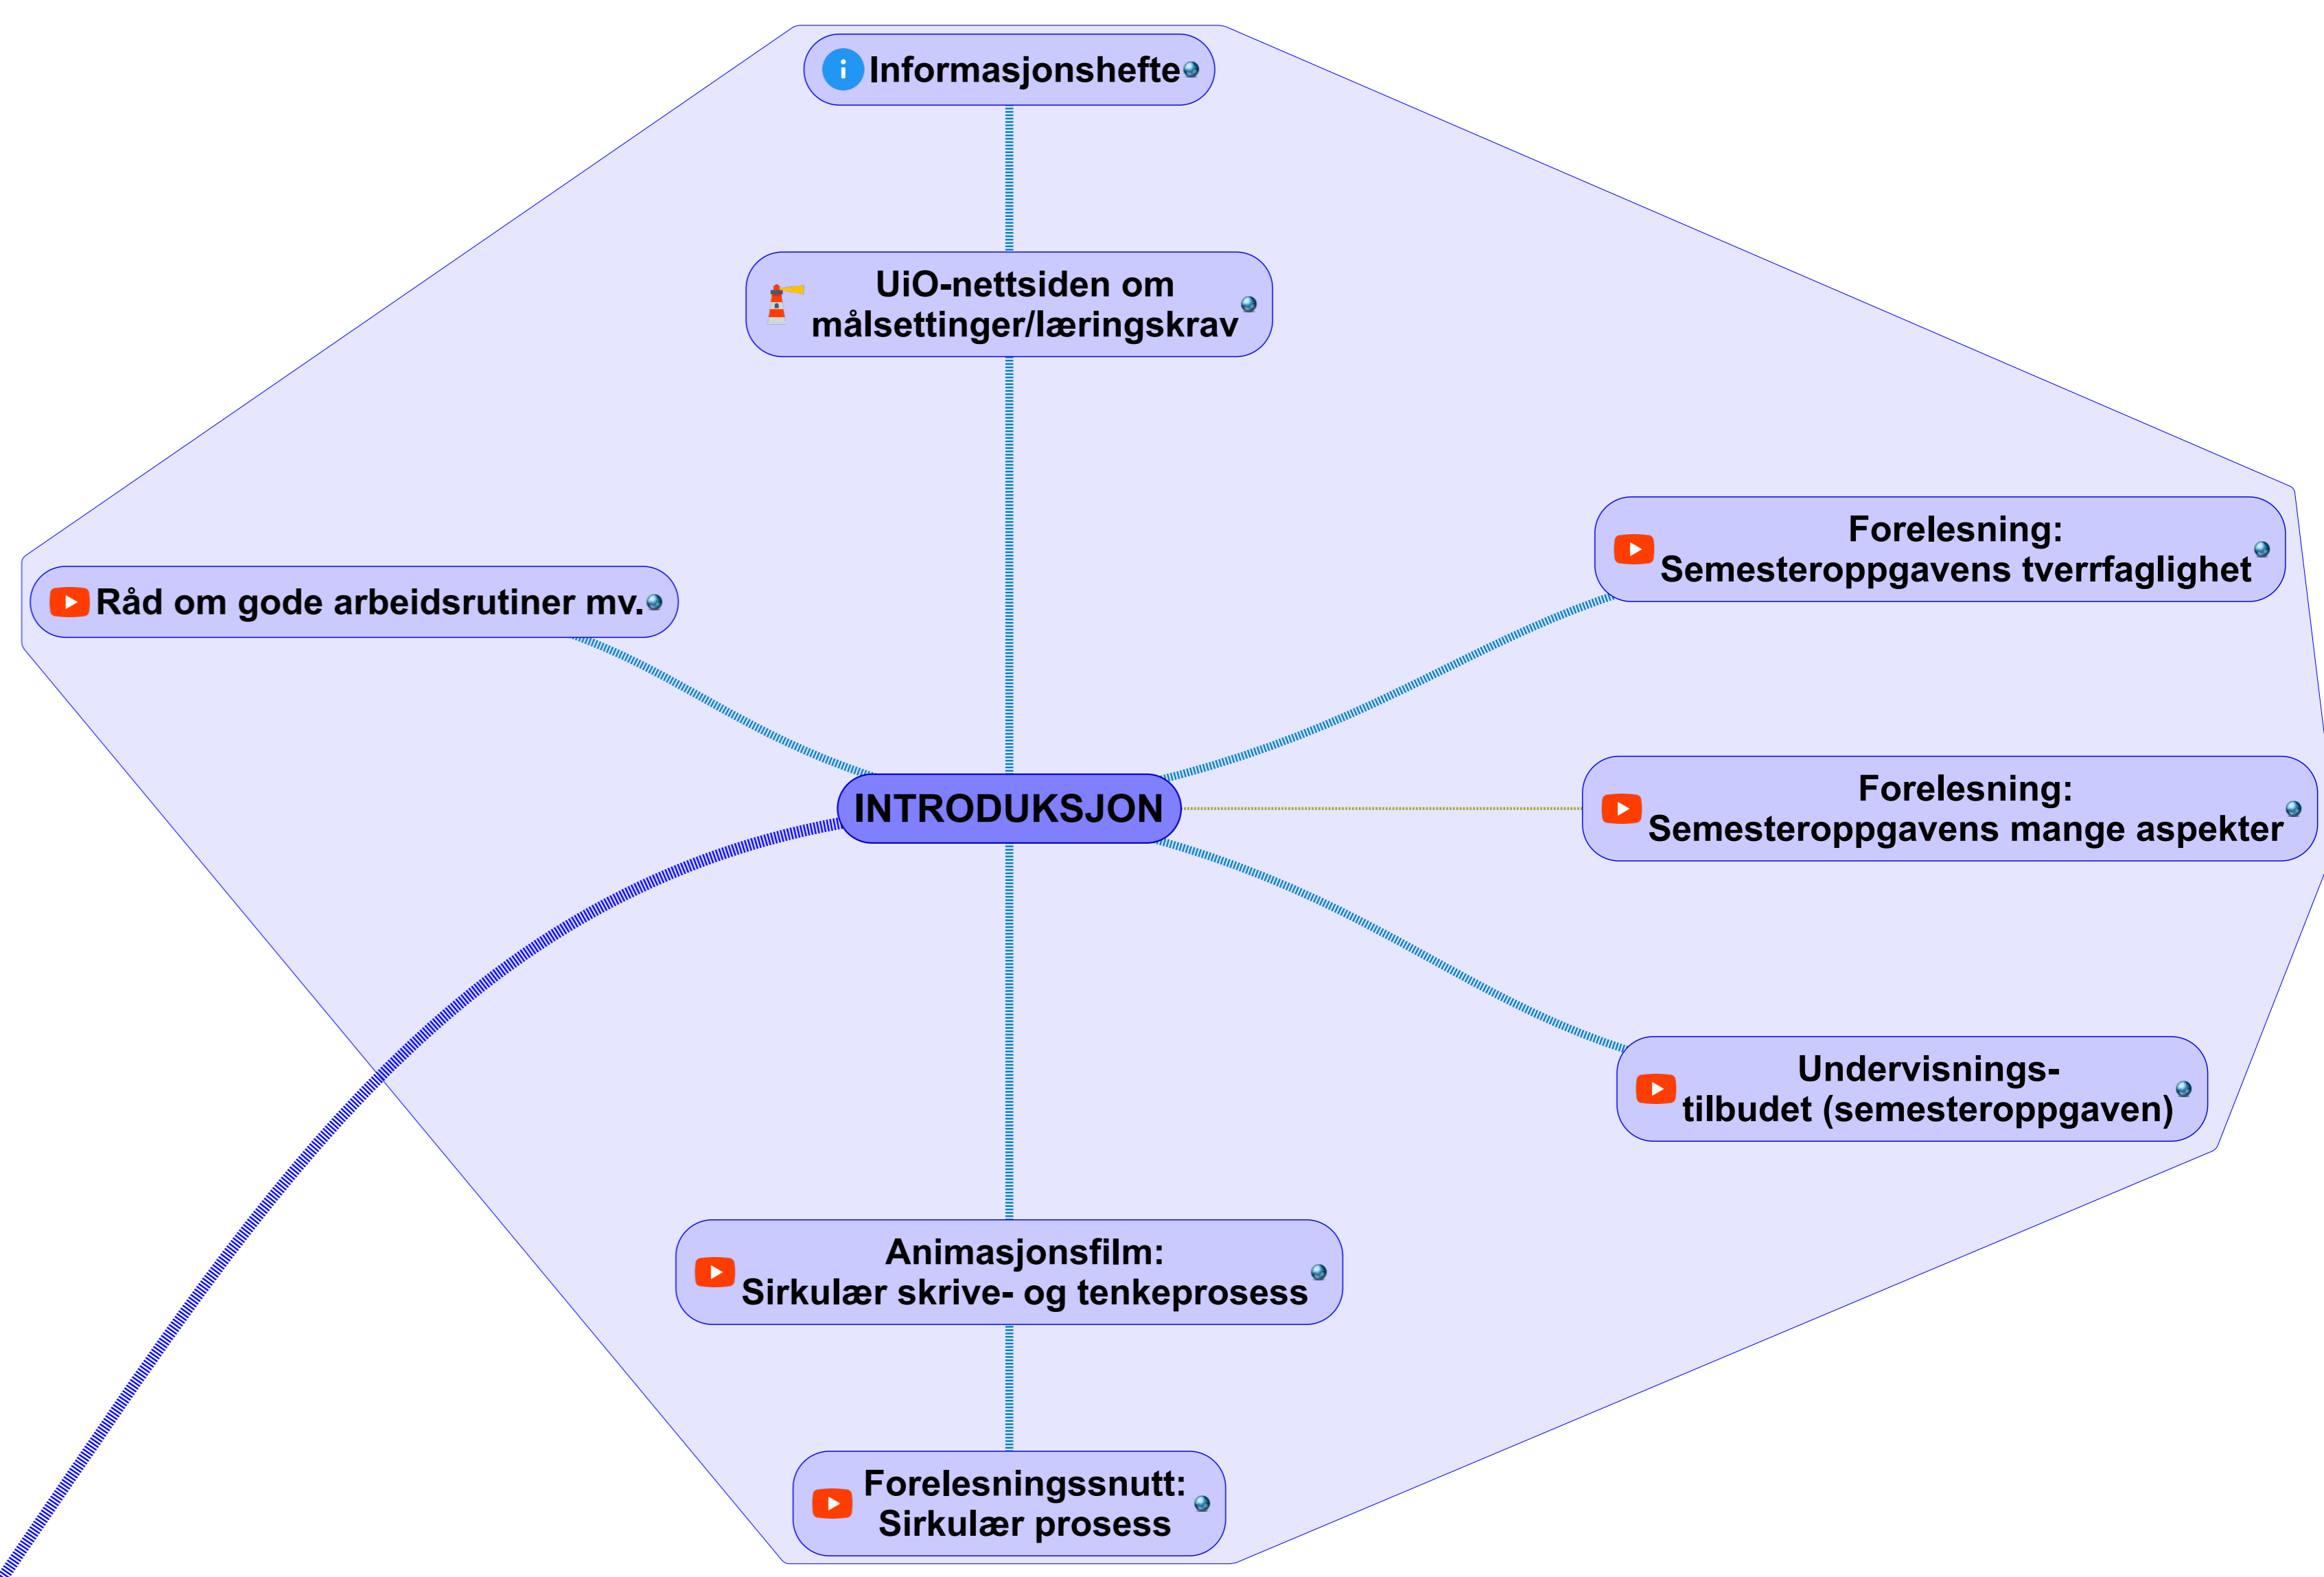 Informasjonshefte
UiO-nettsiden om
målsettinger/læringskrav
Forelesning:
Semesteroppgavens tverrfaglighet
Råd om gode arbeidsrutiner mv.
INTRODUKSJON
Forelesning:
Semesteroppgavens mange aspekter
Undervisnings-
tilbudet (semesteroppgaven)
Animasjonsfilm:
Sirkulær skrive- og tenkeprosess
Forelesningssnutt:
Sirkulær prosess